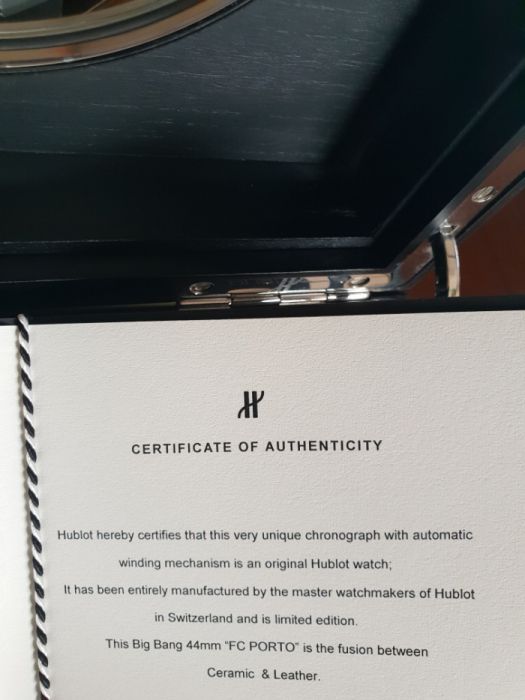 CERTIFICATE OF AUTHENTICITY
Hublot hereby certifies that this very unique chronograph with automatic
winding mechanism is an original Hublot watch;
It has been entirely manufactured by the master watchmakers of Hublot
in Switzerland and is limited edition.
This Big Bang 44mm "FC PORTO" is the fusion between
Ceramic & Leather.